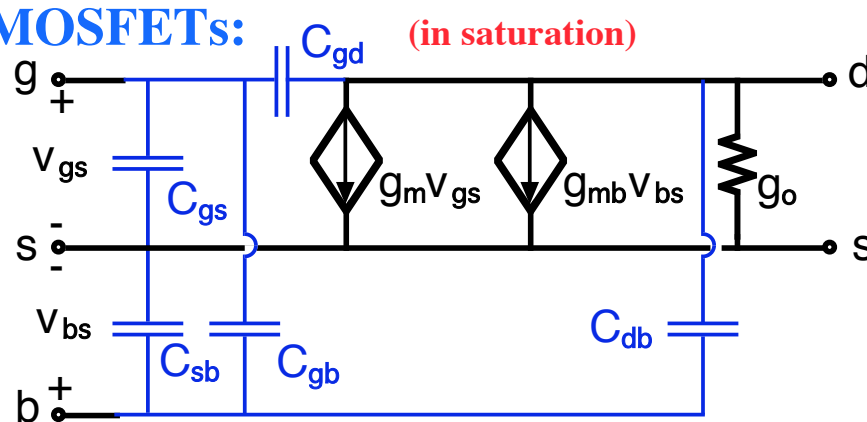 MOSFETs: (in saturation)
Cgd
g d
+
vgs
Cgs
gmvgs gmbvbs go
-
s s
-
vbs
Csb Cgb Cdb
+
b